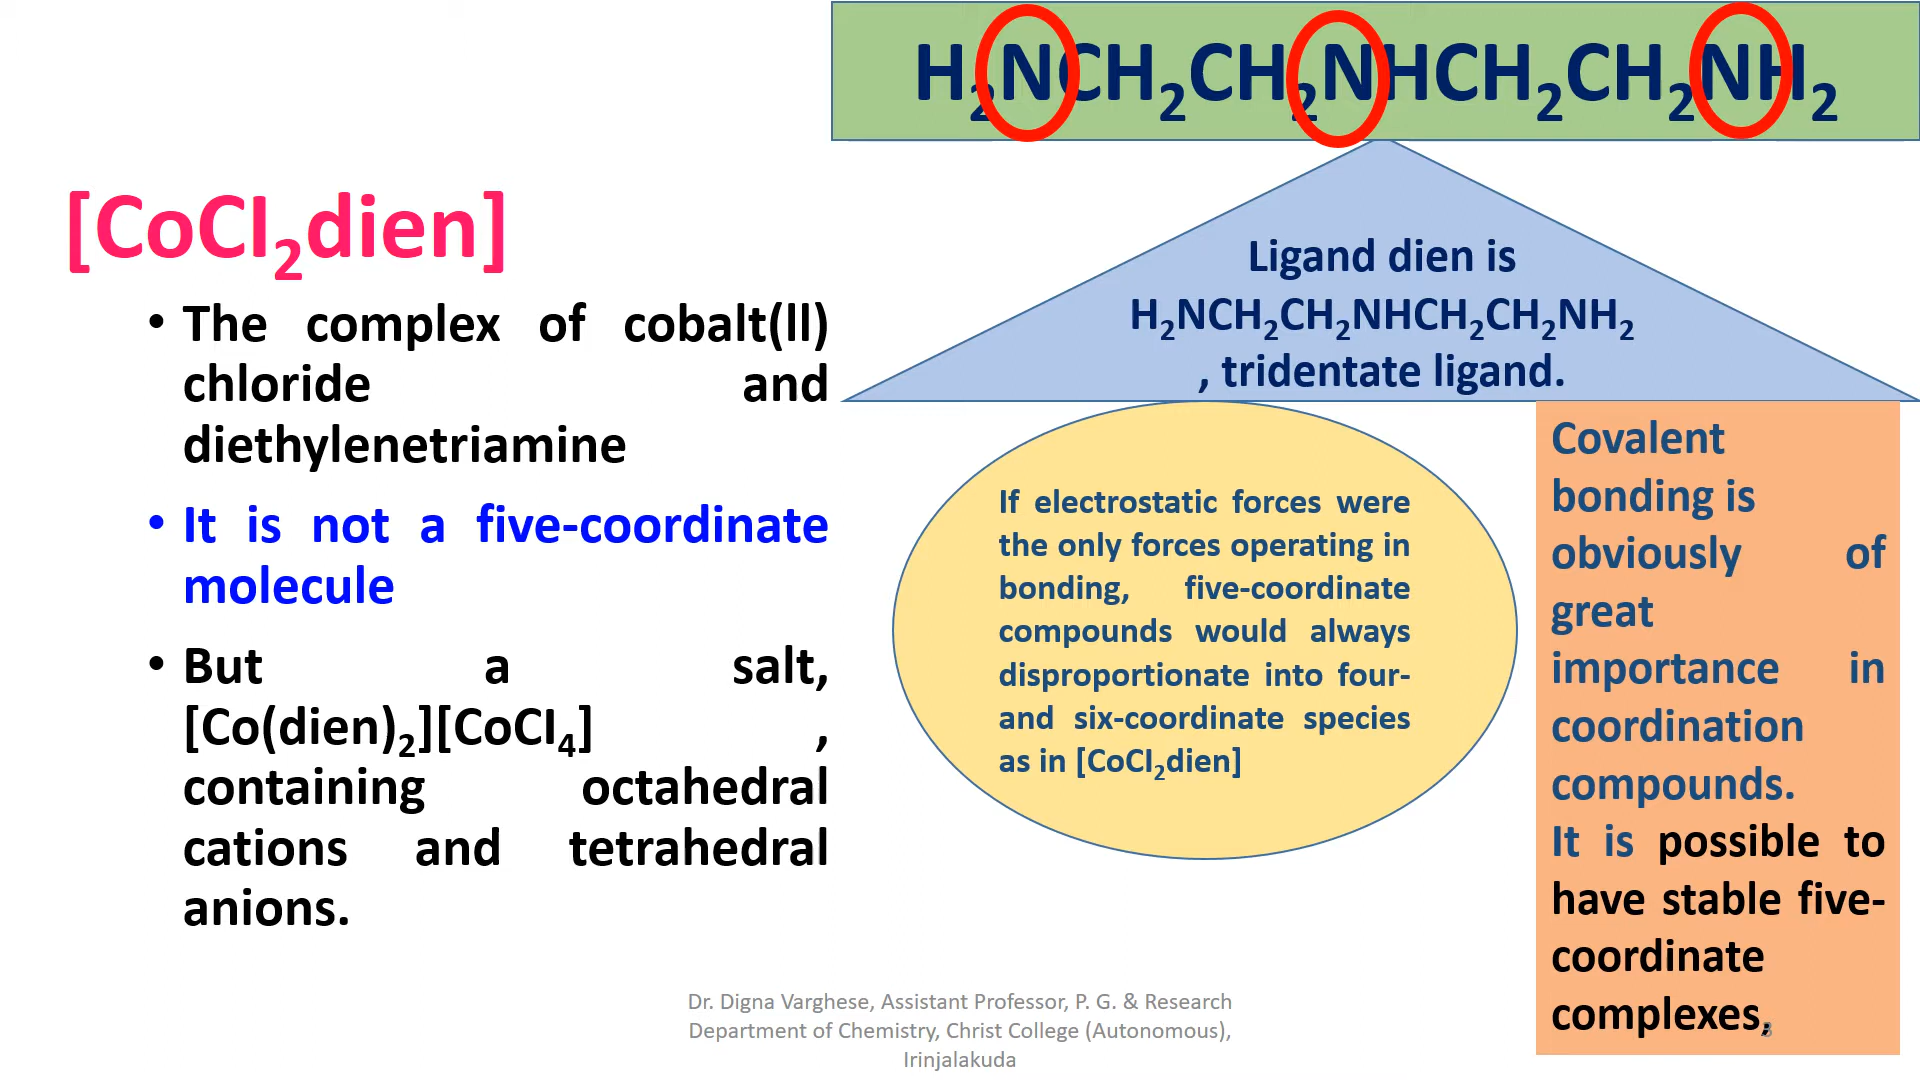 H₂NCH₂CH₂NHCH₂CH₂NH₂
[CoCl₂dien]
• The complex of cobalt(ll)
chloride and
diethylenetriamine
• It is not a five-coordinate
molecule
• But a salt,
[Co(dien)₂][CoCl₄] ,
containing octahedral
cations and tetrahedral
anions.
Ligand dien is
H₂NCH₂CH₂NHCH₂CH₂NH₂
, tridentate ligand.
If electrostatic forces were
the only forces operating in
bonding, five-coordinate
compounds would always
disproportionate into four-
and six-coordinate species
as in [CoCl₂dien]
Covalent
bonding is
obviously of
great
importance in
coordination
compounds.
It is possible to
have stable five-
coordinate
complexes,
Dr. Digna Varghese, Assistant Professor, P. G. & Research
Department of Chemistry, Christ College (Autonomous),
Irinjalakuda